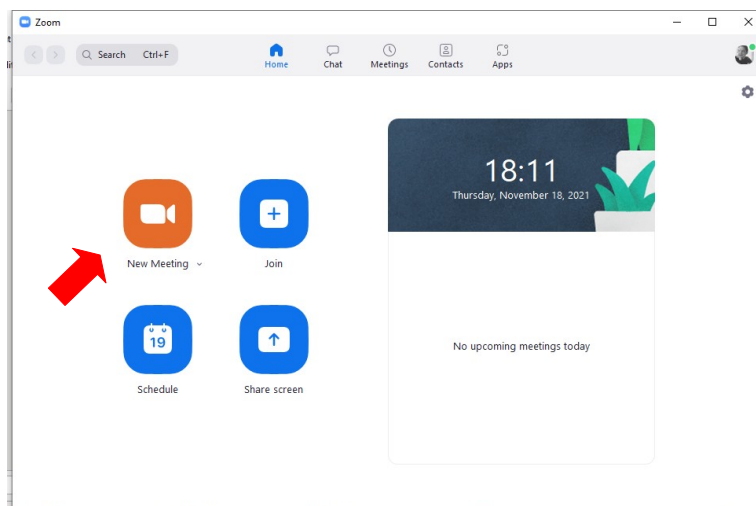 Zoom
Search Ctrl+F
Home
Chat
Meetings
Contacts
Apps
18:11
Thursday, November 18, 2021
New Meeting
Join
19
Schedule
Share screen
No upcoming meetings today